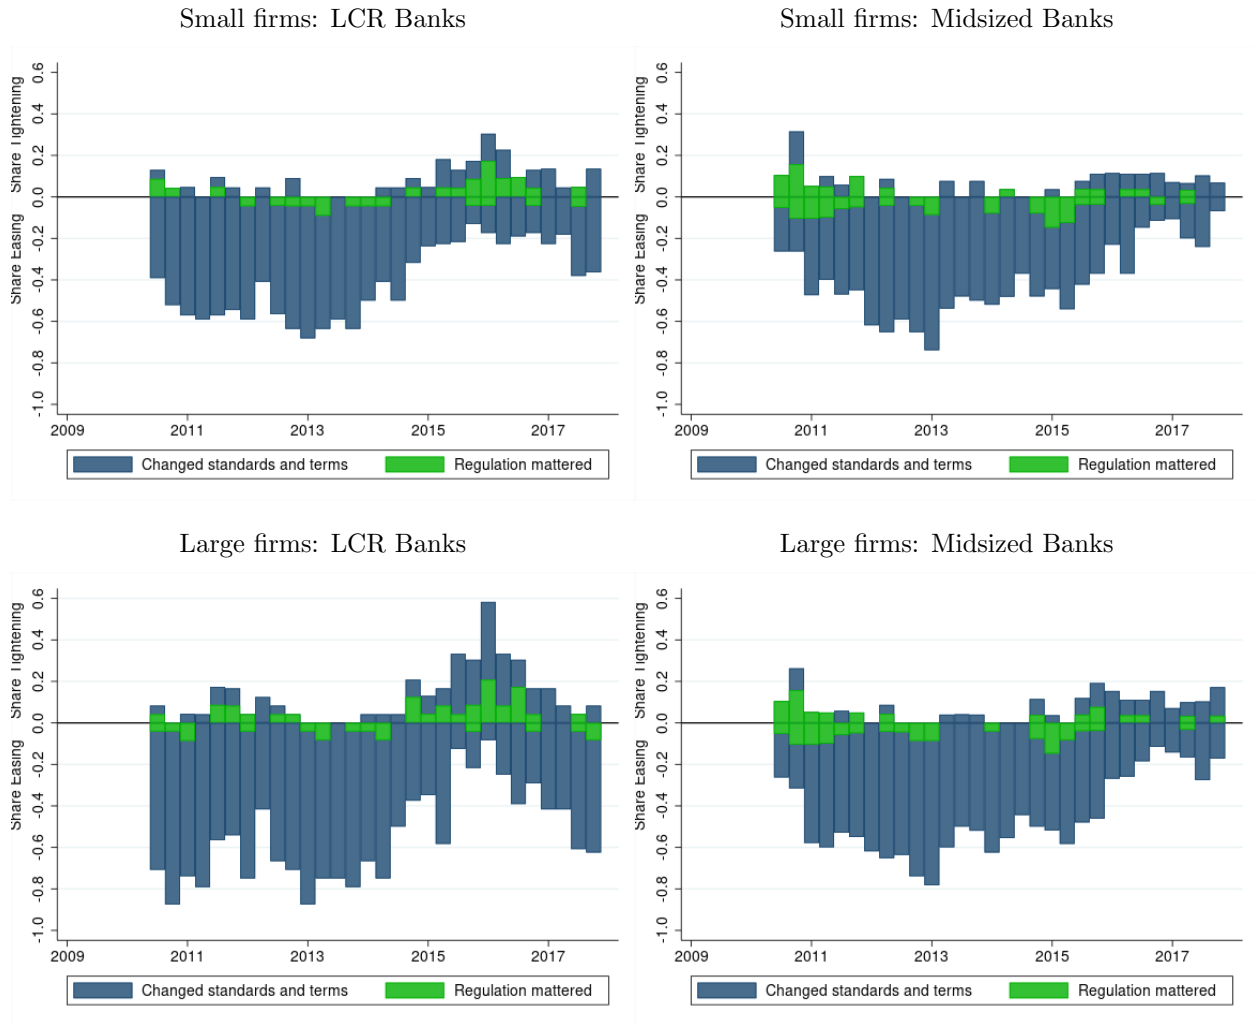 Small firms: LCR Banks
Small firms: Midsized Banks
Share Easing Share Tightening
-1.0 -0.8 -0.6 -0.4 -0.2 0.0 0.2 0.4 0.6
2009 2011 2013 2015 2017
Changed standards and terms Regulation mattered
Share Easing Share Tightening
-1.0 -0.8 -0.6 -0.4 -0.2 0.0 0.2 0.4 0.6
2009 2011 2013 2015 2017
Changed standards and terms Regulation mattered
Large firms: LCR Banks
Large firms: Midsized Banks
Share Easing Share Tightening
-1.0 -0.8 -0.6 -0.4 -0.2 0.0 0.2 0.4 0.6
2009 2011 2013 2015 2017
Changed standards and terms Regulation mattered
Share Easing Share Tightening
-1.0 -0.8 -0.6 -0.4 -0.2 0.0 0.2 0.4 0.6
2009 2011 2013 2015 2017
Changed standards and terms Regulation mattered